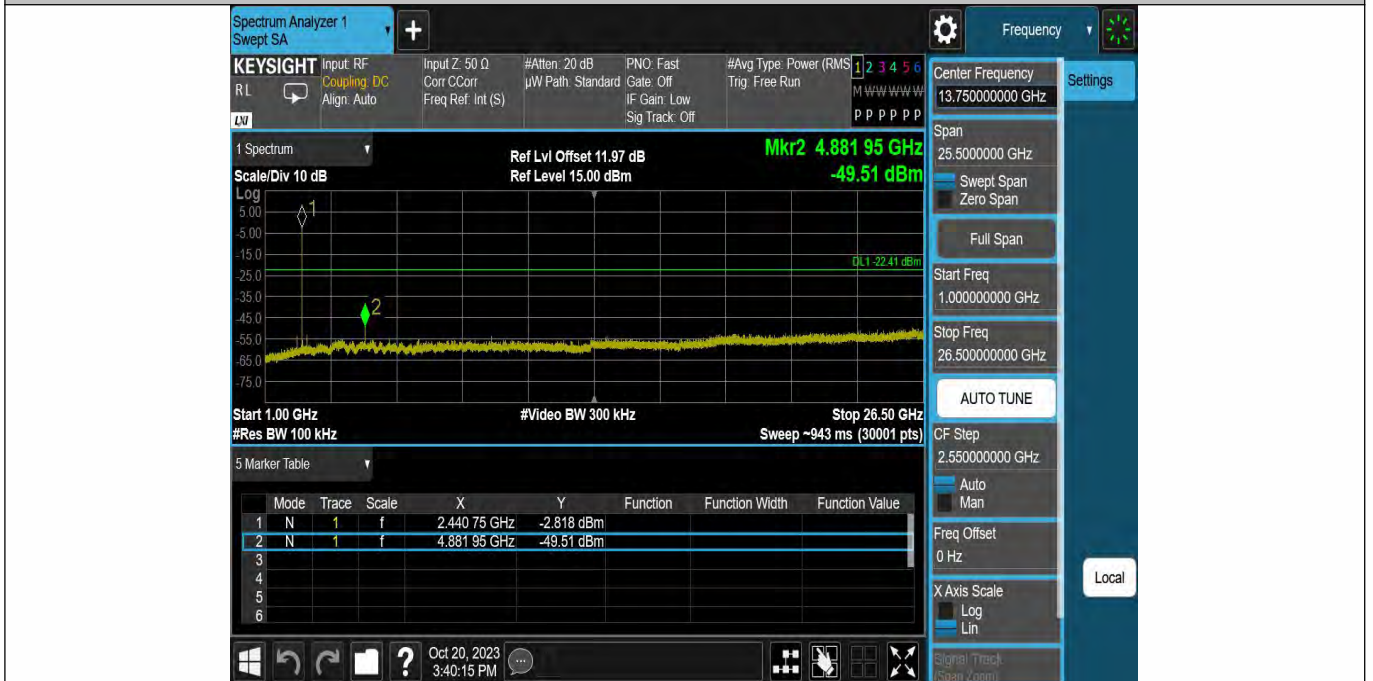 Spectrum Analyzer 1
Swept SA
+
Frequency
KEYSIGHT
RL
LXI
Input: RF
Coupling: DC
Align: Auto
Input Z: 50 Ω
Corr CCorr
Freq Ref: Int (S)
#Atten: 20 dB
µW Path: Standard
PNO: Fast
Gate: Off
IF Gain: Low
Sig Track: Off
#Avg Type: Power (RMS
Trig: Free Run
1 2 3 4 5 6
M W W W W W
P P P P P P
1 Spectrum
Scale/Div 10 dB
Ref Lvl Offset 11.97 dB
Ref Level 15.00 dBm
Mkr2 4.881 95 GHz
-49.51 dBm
Log
5.00
-5.00
-15.0
-25.0
-35.0
-45.0
-55.0
-65.0
-75.0
1
2
DL1 -22.41 dBm
Start 1.00 GHz
#Res BW 100 kHz
#Video BW 300 kHz
Stop 26.50 GHz
Sweep ~943 ms (30001 pts)
5 Marker Table
Mode Trace Scale X Y Function Function Width Function Value
1 N 1 f 2.440 75 GHz -2.818 dBm
2 N 1 f 4.881 95 GHz -49.51 dBm
3
4
5
6
?
Oct 20, 2023
3:40:15 PM
Center Frequency
13.750000000 GHz
Settings
Span
25.5000000 GHz
Swept Span
Zero Span
Full Span
Start Freq
1.000000000 GHz
Stop Freq
26.500000000 GHz
AUTO TUNE
CF Step
2.550000000 GHz
Auto
Man
Freq Offset
0 Hz
X Axis Scale
Log
Lin
Local
Signal Track
(Span Zoom)